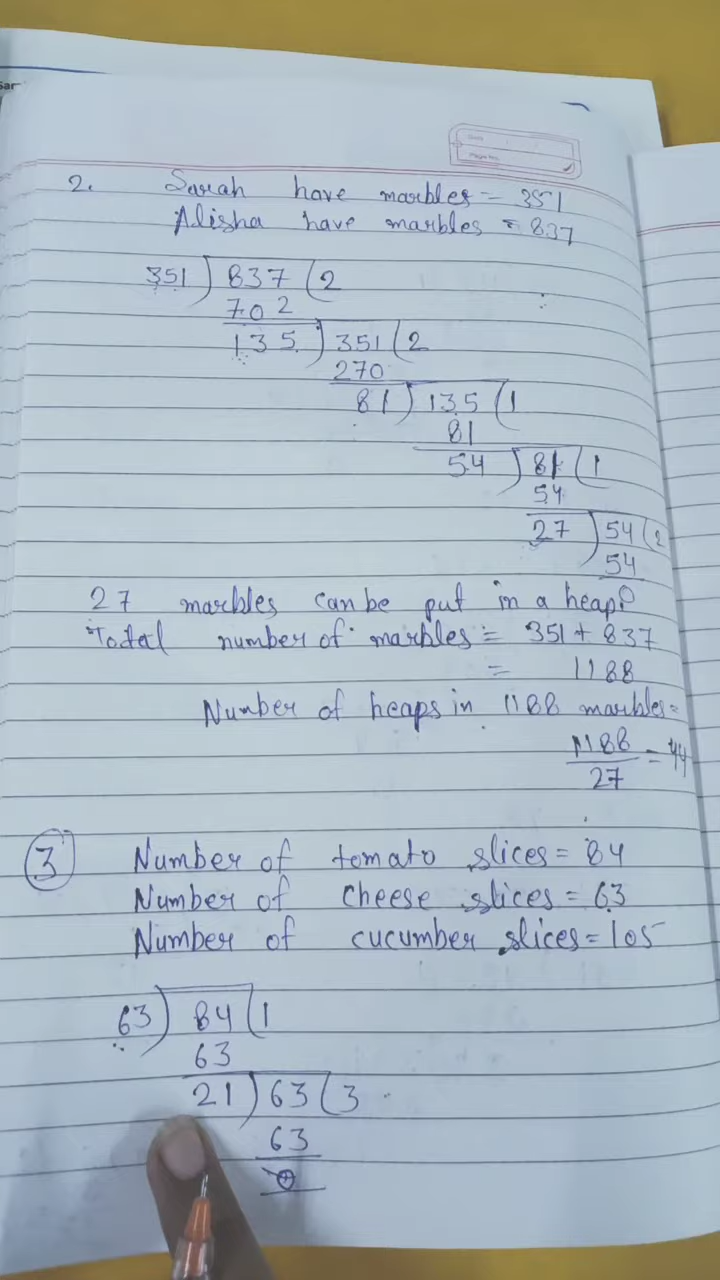 2. Sarah have marbles = 351
Alisha have marbles = 837
351 ) 837 ( 2
702
135 ) 351 ( 2
270
81 ) 135 ( 1
81
54 ) 81 ( 1
54
27 ) 54 ( 2
54
27 marbles can be put in a heap.
Total number of marbles = 351 + 837
= 1188
Number of heaps in 1188 marbles =
1188
27 = 44
3 Number of tomato slices = 84
Number of cheese slices = 63
Number of cucumber slices = 105
63 ) 84 ( 1
63
21 ) 63 ( 3
63
0